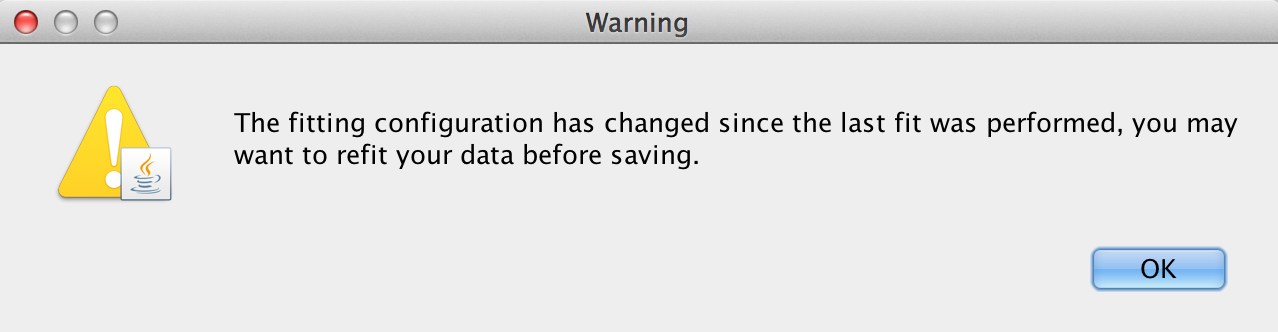 Warning
The fitting configuration has changed since the last fit was performed, you may
want to refit your data before saving.
OK